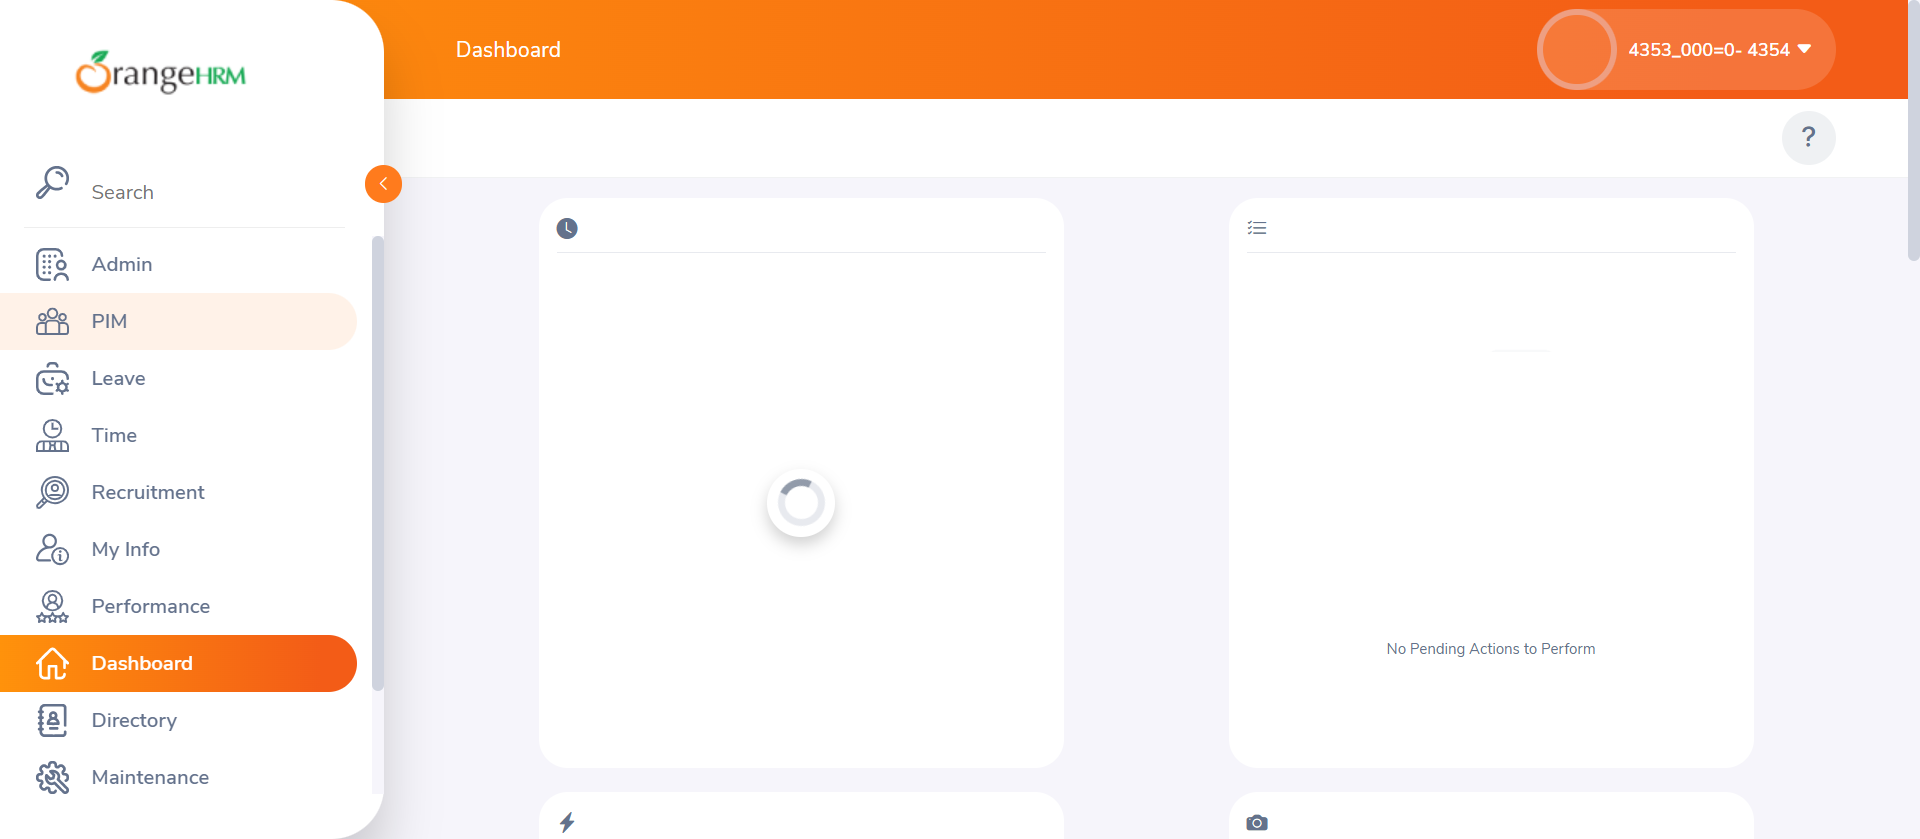 OrangeHRM
Dashboard
4353_000=0- 4354
?
Search
Admin
PIM
Leave
Time
Recruitment
My Info
Performance
Dashboard
Directory
Maintenance
No Pending Actions to Perform